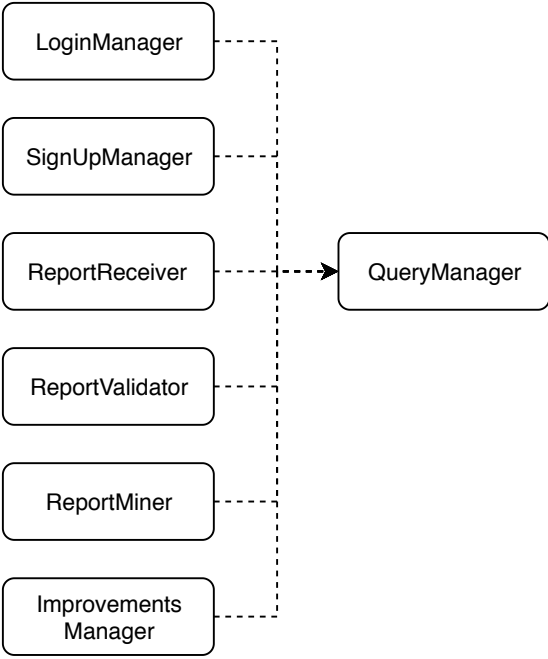 LoginManager
SignUpManager
ReportReceiver
QueryManager
ReportValidator
ReportMiner
Improvements
Manager